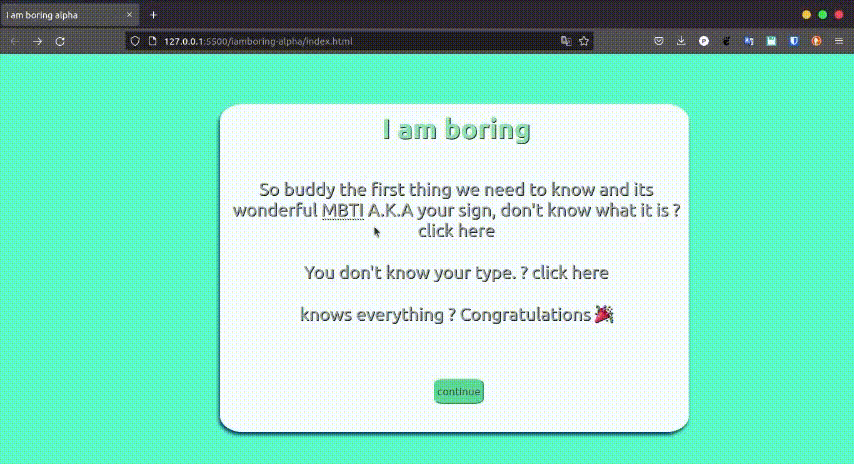 I am boring alpha
127.0.0.1:5500/iamboring-alpha/index.html
I am boring
So buddy the first thing we need to know and its
wonderful MBTI A.K.A your sign, don't know what it is ?
click here
You don't know your type. ? click here
knows everything ? Congratulations 🎉
continue